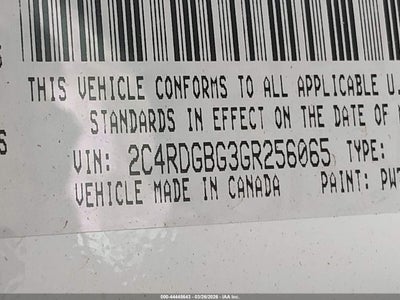 THIS VEHICLE CONFORMS TO ALL APPLICABLE U.
STANDARDS IN EFFECT ON THE DATE OF
VIN: 2C4RDGBG3GR256065 TYPE:
VEHICLE MADE IN CANADA PAINT: PW7